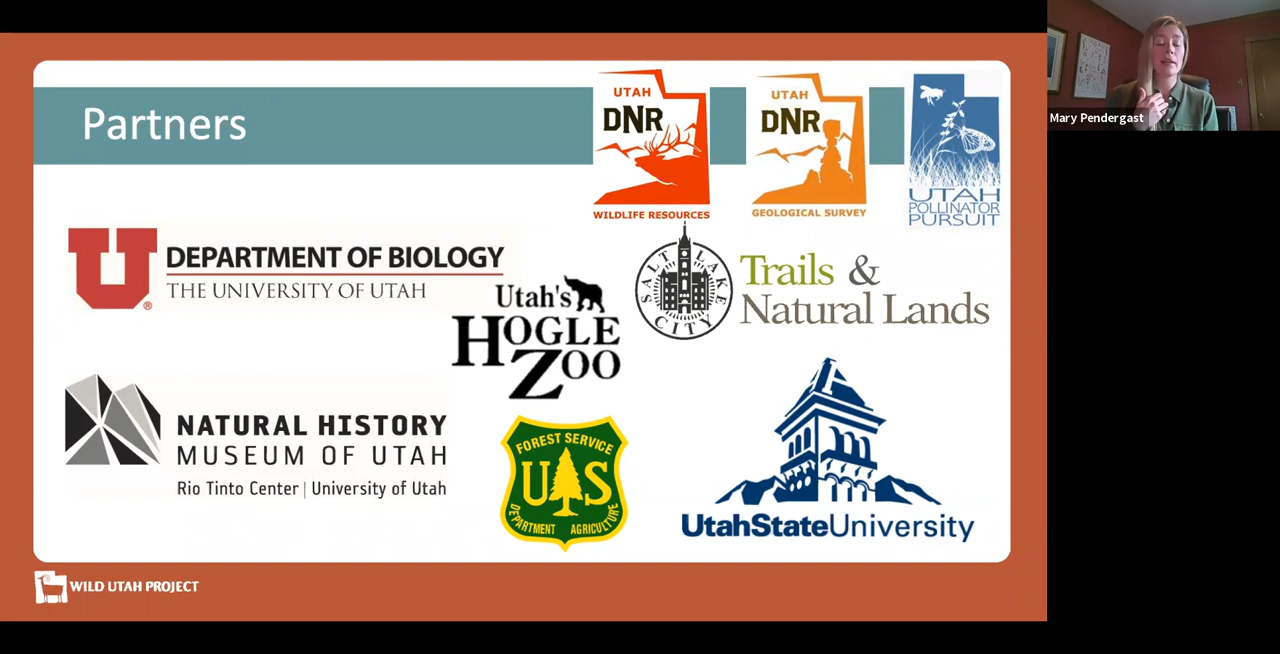 Partners
UTAH
DNR
WILDLIFE RESOURCES
UTAH
DNR
GEOLOGICAL SURVEY
UTAH
POLLINATOR
PURSUIT
Mary Pendergast
U
DEPARTMENT OF BIOLOGY
THE UNIVERSITY OF UTAH
®
Utah's
HOGLE
ZOO
SALT LAKE
CITY
Trails &
Natural Lands
NATURAL HISTORY
MUSEUM OF UTAH
Rio Tinto Center | University of Utah
FOREST SERVICE
U S
DEPARTMENT AGRICULTURE
UtahStateUniversity
WILD UTAH PROJECT